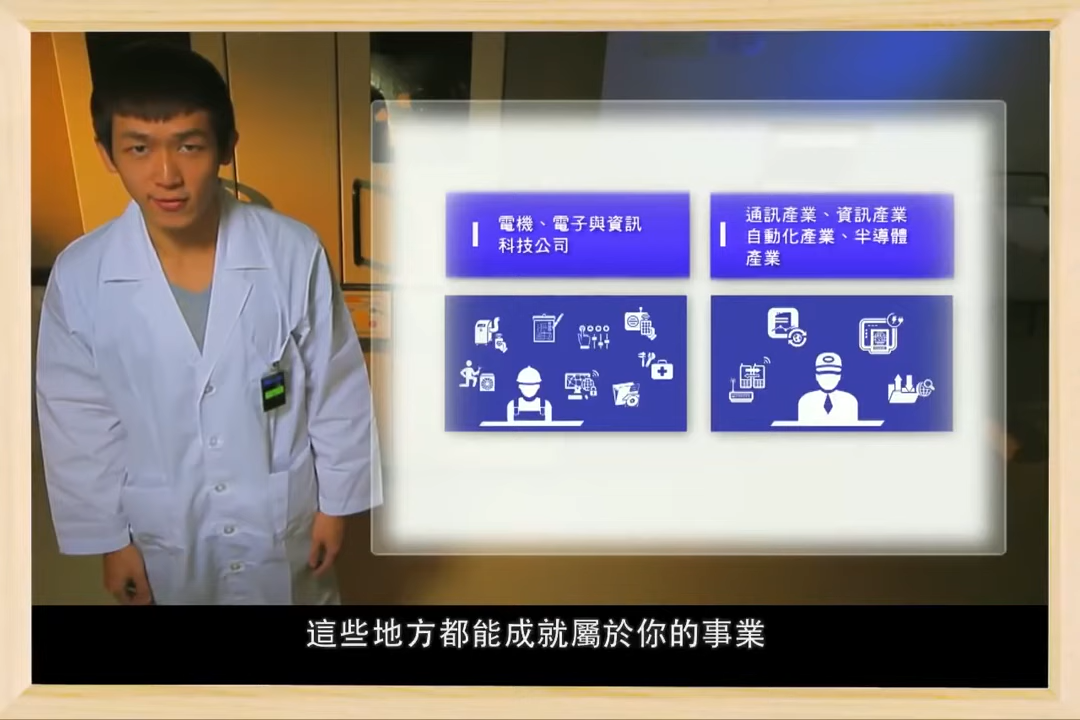 電機、電子與資訊
科技公司
通訊產業、資訊產業
自動化產業、半導體
產業
這些地方都能成就屬於你的事業